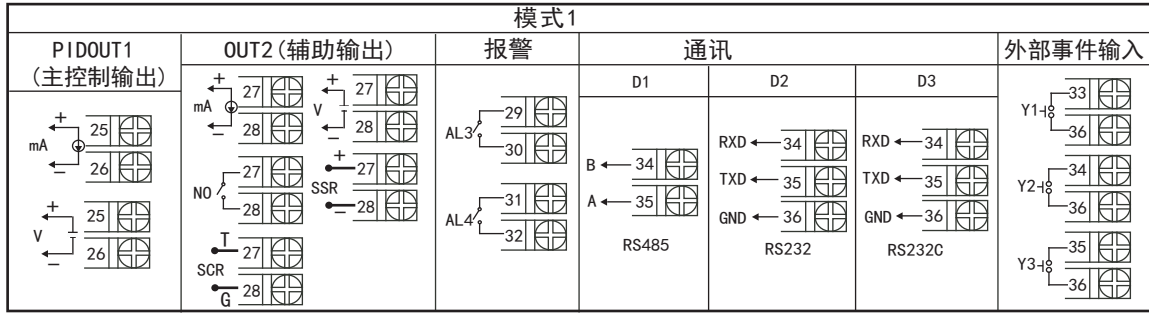 模式1
PIDOUT1
(主控制输出)
OUT2(辅助输出)
报警
通讯
外部事件输入
D1
D2
D3
+
mA
−
25
26
+
V
−
25
26
+
mA
−
27
28
+
V
−
27
28
NO
27
28
+
SSR
−
27
28
T
SCR
G
27
28
AL3
29
30
AL4
31
32
B
34
A
35
RS485
RXD
34
TXD
35
GND
36
RS232
RXD
34
TXD
35
GND
36
RS232C
Y1
33
36
Y2
34
36
Y3
35
36